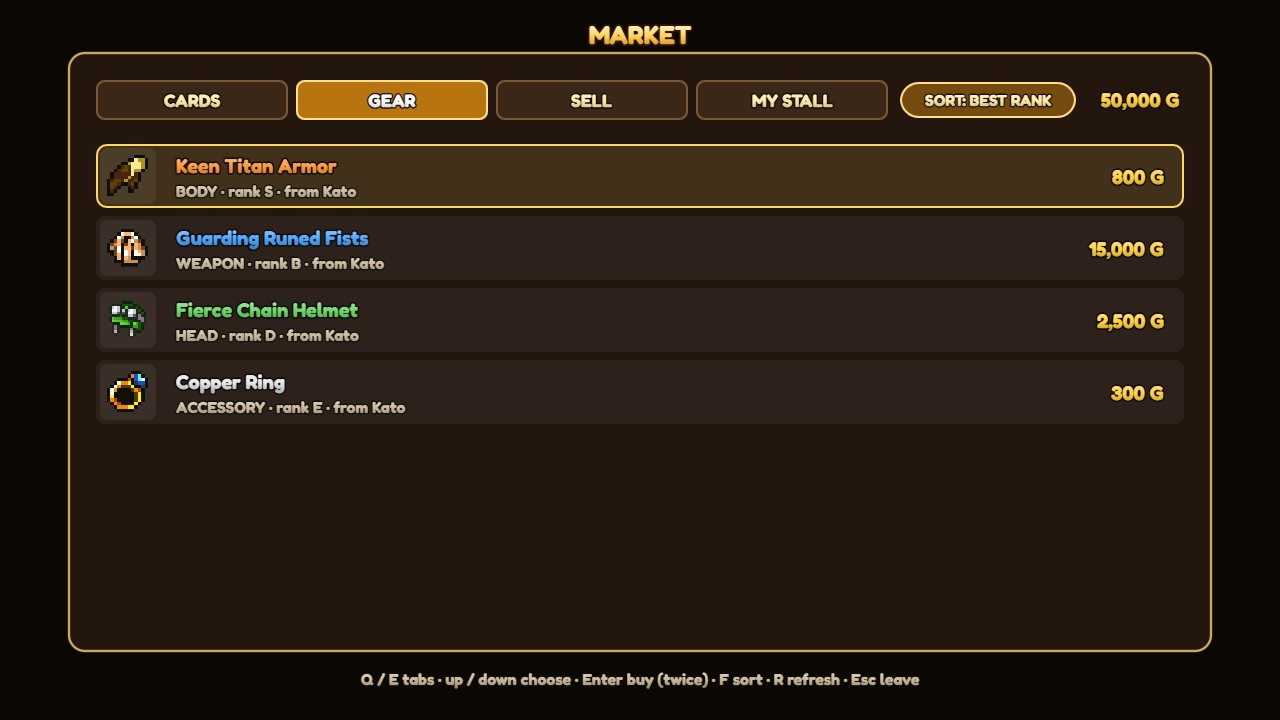 MARKET
CARDS GEAR SELL MY STALL SORT: BEST RANK 50,000 G
Keen Titan Armor
BODY · rank S · from Kato
800 G
Guarding Runed Fists
WEAPON · rank B · from Kato
15,000 G
Fierce Chain Helmet
HEAD · rank D · from Kato
2,500 G
Copper Ring
ACCESSORY · rank E · from Kato
300 G
Q / E tabs · up / down choose · Enter buy (twice) · F sort · R refresh · Esc leave